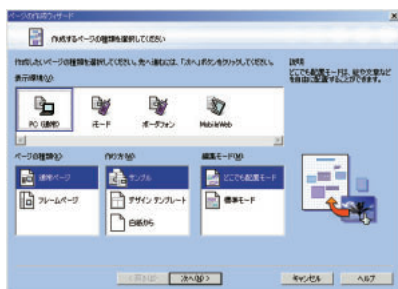 ページの作成ウィザード
作成するページの種類を選択してください
作成したいページの種類を選択してください。先へ進むには、「次へ」ボタンをクリックしてください。
表示環境(V)
PC (通常)
iモード
ボーダフォン
MobileWeb
説明
どこでも配置モードは、絵や文章など
を自由に配置することができます。
ページの種類(K)
通常ページ
フレームページ
作り方(W)
サンプル
デザイン テンプレート
白紙から
編集モード(M)
どこでも配置モード
標準モード
次へ(N) >
キャンセル
ヘルプ